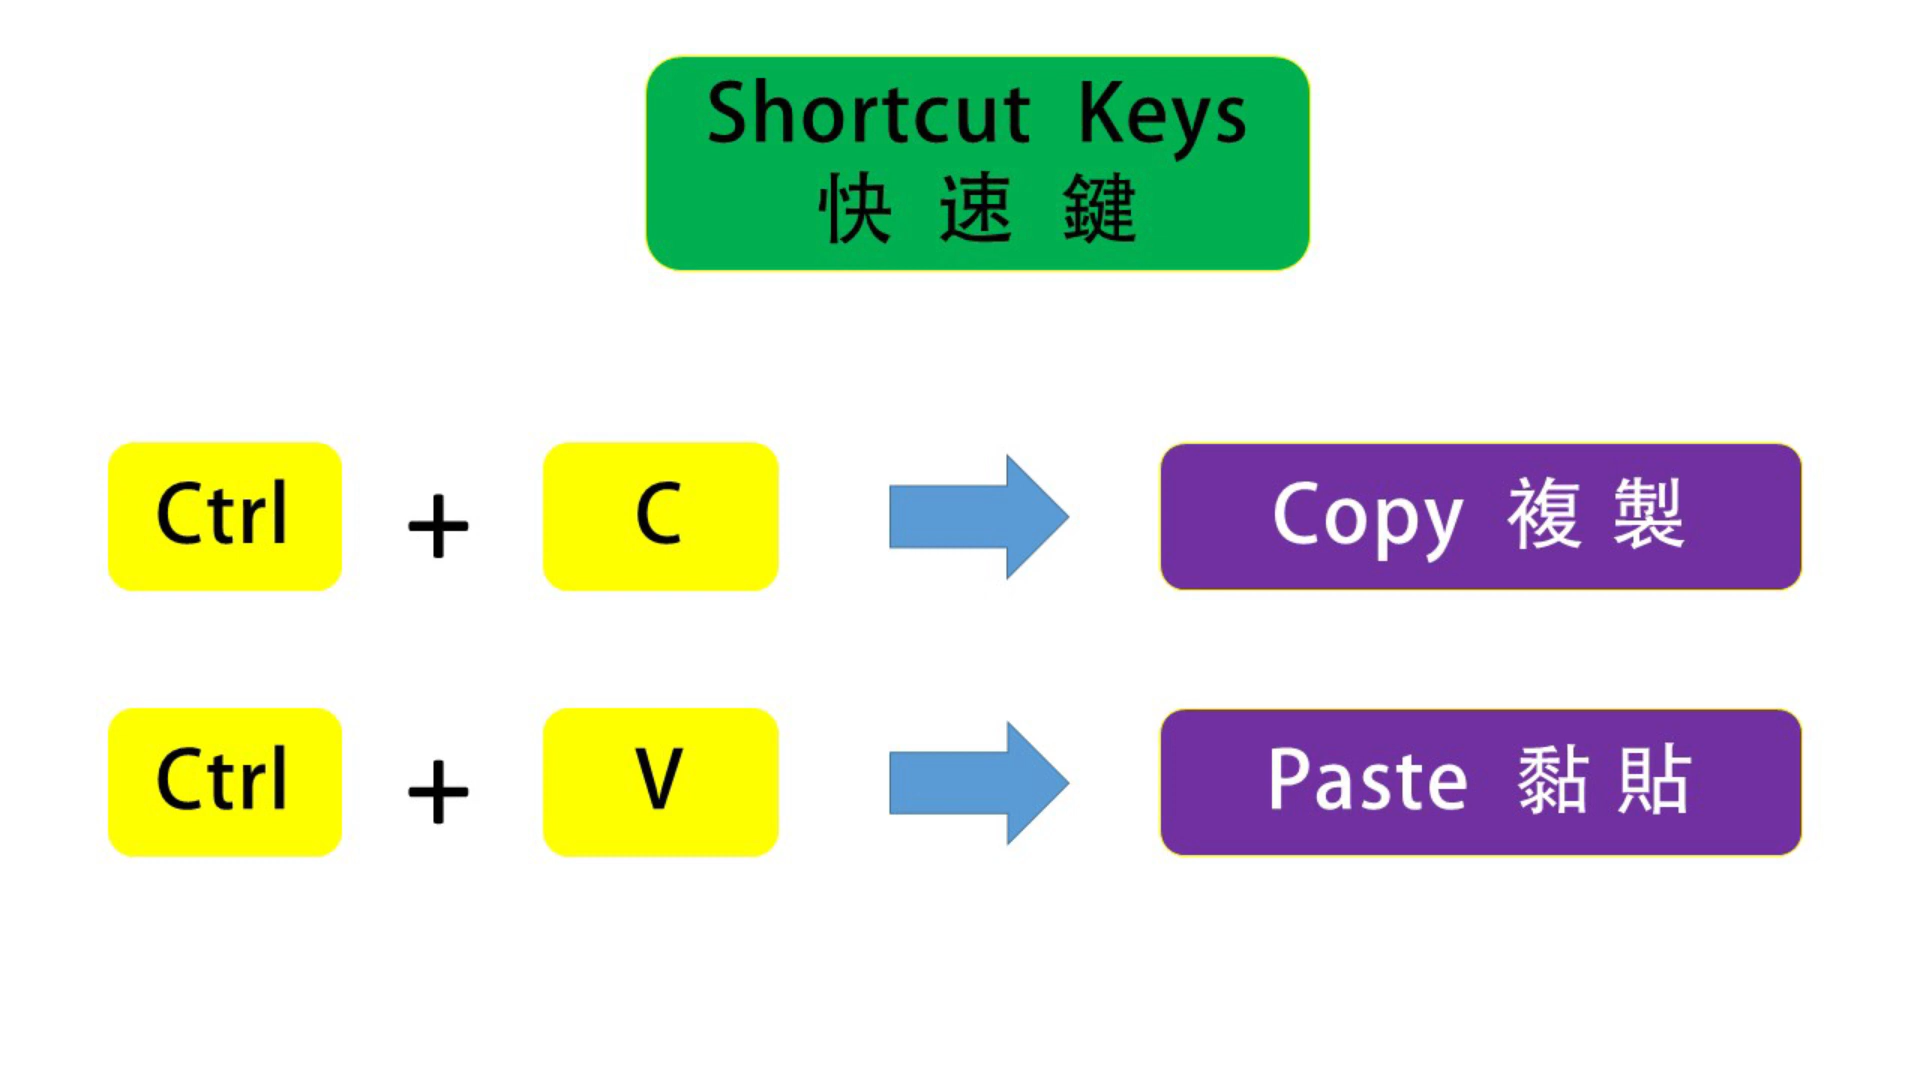 Shortcut Keys
快速鍵
Ctrl + C Copy 複製
Ctrl + V Paste 黏貼